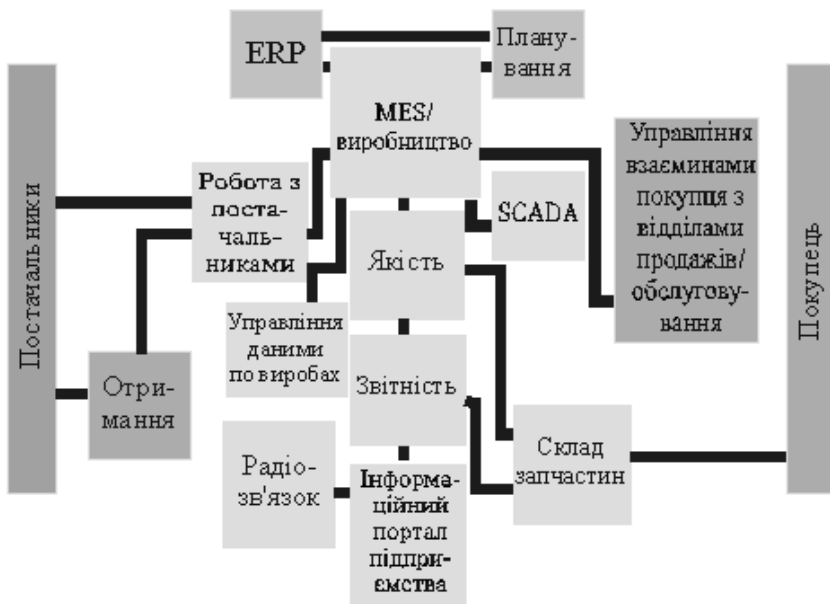 ERP
Плану-
вання
MES/
виробництво
Постачальники
Робота з
поста-
чаль-
никами
SCADA
Управління
взаєминами
покупця з
відділами
продажів/
обслугову-
вання
Покупець
Якість
Управління
даними
по виробах
Отри-
мання
Звітність
Радіо-
зв'язок
Інформа-
ційний
портал
підпри-
ємства
Склад
запчастин